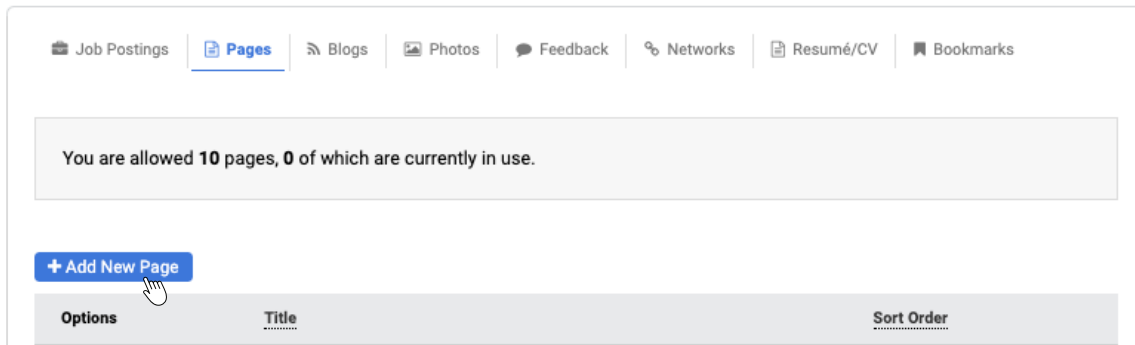 Job Postings Pages Blogs Photos Feedback Networks Resumé/CV Bookmarks
You are allowed 10 pages, 0 of which are currently in use.
+ Add New Page
Options Title Sort Order